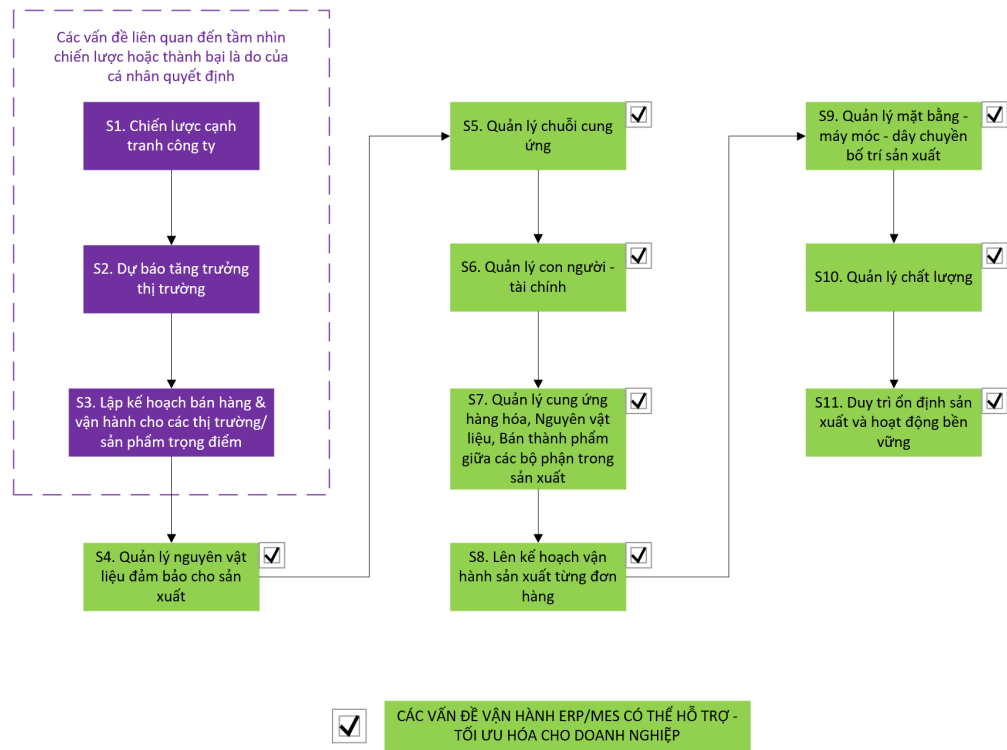 Các vấn đề liên quan đến tầm nhìn
chiến lược hoặc thành bại là do của
cá nhân quyết định
S1. Chiến lược cạnh
tranh công ty
S2. Dự báo tăng trưởng
thị trường
S3. Lập kế hoạch bán hàng &
vận hành cho các thị trường/
sản phẩm trọng điểm
S4. Quản lý nguyên vật
liệu đảm bảo cho sản
xuất
S5. Quản lý chuỗi cung
ứng
S6. Quản lý con người -
tài chính
S7. Quản lý cung ứng
hàng hóa, Nguyên vật
liệu, Bán thành phẩm
giữa các bộ phận trong
sản xuất
S8. Lên kế hoạch vận
hành sản xuất từng đơn
hàng
S9. Quản lý mặt bằng -
máy móc - dây chuyền
bố trí sản xuất
S10. Quản lý chất lượng
S11. Duy trì ổn định sản
xuất và hoạt động bền
vững
CÁC VẤN ĐỀ VẬN HÀNH ERP/MES CÓ THỂ HỖ TRỢ -
TỐI ƯU HÓA CHO DOANH NGHIỆP